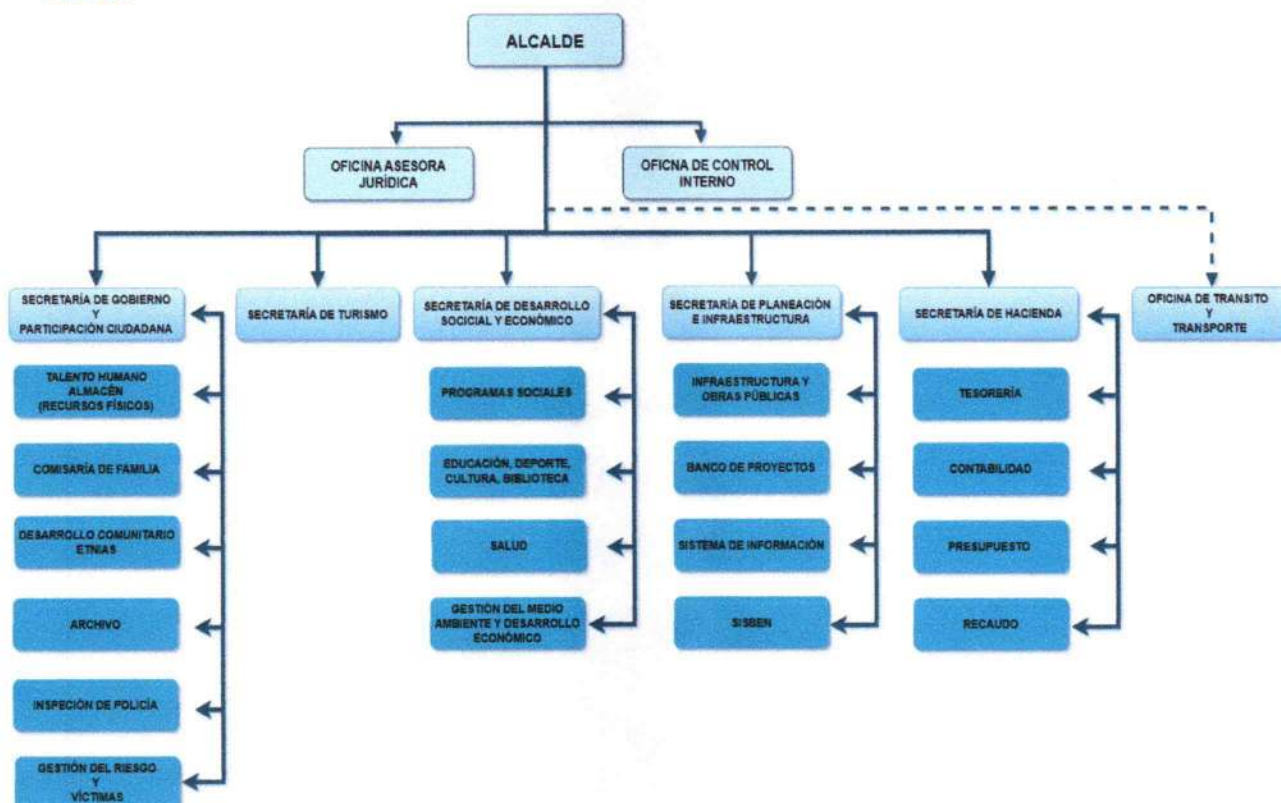 ALCALDE
OFICINA ASESORA
JURÍDICA
OFICNA DE CONTROL
INTERNO
SECRETARÍA DE GOBIERNO
Y
PARTICIPACIÓN CIUDADANA
SECRETARÍA DE TURISMO
SECRETARÍA DE DESARROLLO
SOCICIAL Y ECONÓMICO
SECRETARÍA DE PLANEACIÓN
E INFRAESTRUCTURA
SECRETARÍA DE HACIENDA
OFICINA DE TRANSITO
Y
TRANSPORTE
TALENTO HUMANO
ALMACÉN
(RECURSOS FÍSICOS)
COMISARÍA DE FAMILIA
DESARROLLO COMUNITARIO
ETNIAS
ARCHIVO
INSPECIÓN DE POLICÍA
GESTIÓN DEL RIESGO
Y
VÍCTIMAS
PROGRAMAS SOCIALES
EDUCACIÓN, DEPORTE,
CULTURA, BIBLIOTECA
SALUD
GESTIÓN DEL MEDIO
AMBIENTE Y DESARROLLO
ECONÓMICO
INFRAESTRUCTURA Y
OBRAS PÚBLICAS
BANCO DE PROYECTOS
SISTEMA DE INFORMACIÓN
SISBEN
TESORERÍA
CONTABILIDAD
PRESUPUESTO
RECAUDO